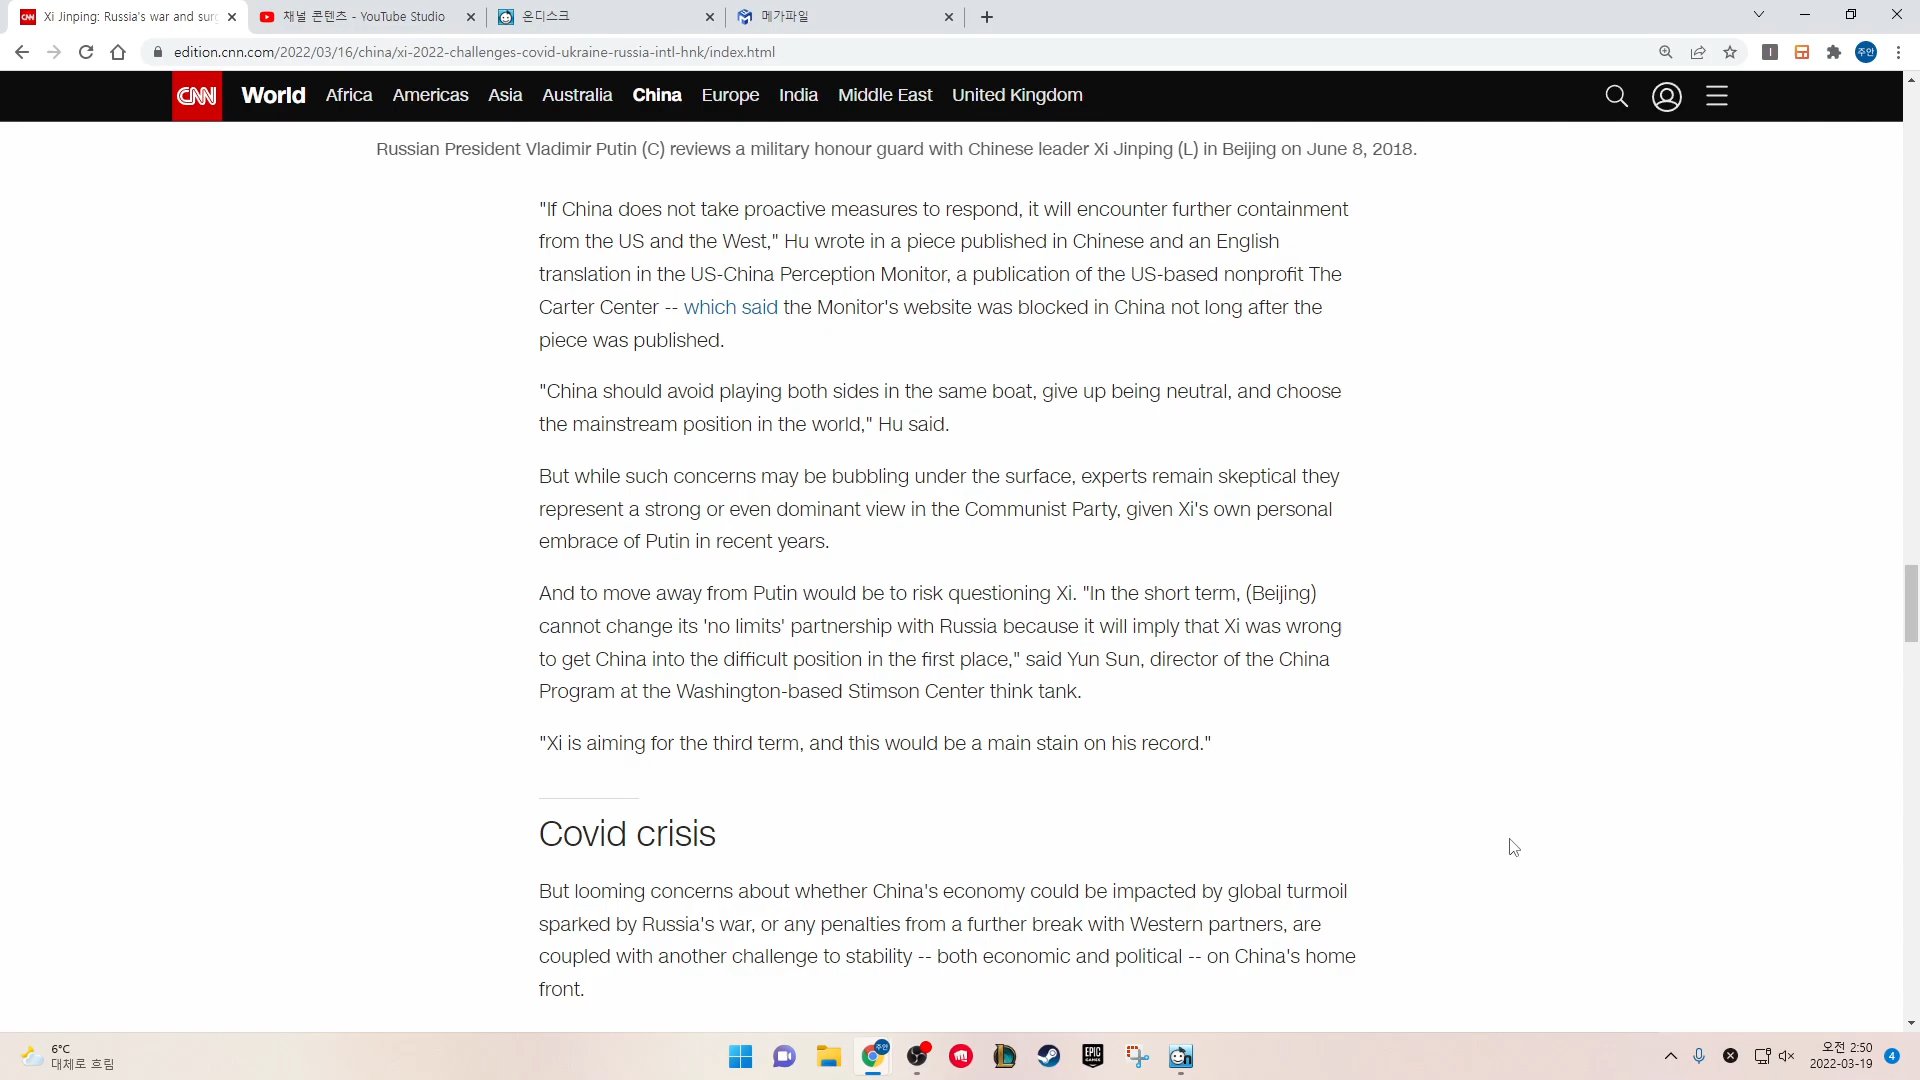 Xi Jinping: Russia's war and surg
채널 콘텐츠 - YouTube Studio
온디스크
메가파일
edition.cnn.com/2022/03/16/china/xi-2022-challenges-covid-ukraine-russia-intl-hnk/index.html
주안
CNN World Africa Americas Asia Australia China Europe India Middle East United Kingdom
Russian President Vladimir Putin (C) reviews a military honour guard with Chinese leader Xi Jinping (L) in Beijing on June 8, 2018.
"If China does not take proactive measures to respond, it will encounter further containment
from the US and the West," Hu wrote in a piece published in Chinese and an English
translation in the US-China Perception Monitor, a publication of the US-based nonprofit The
Carter Center -- which said the Monitor's website was blocked in China not long after the
piece was published.
"China should avoid playing both sides in the same boat, give up being neutral, and choose
the mainstream position in the world," Hu said.
But while such concerns may be bubbling under the surface, experts remain skeptical they
represent a strong or even dominant view in the Communist Party, given Xi's own personal
embrace of Putin in recent years.
And to move away from Putin would be to risk questioning Xi. "In the short term, (Beijing)
cannot change its 'no limits' partnership with Russia because it will imply that Xi was wrong
to get China into the difficult position in the first place," said Yun Sun, director of the China
Program at the Washington-based Stimson Center think tank.
"Xi is aiming for the third term, and this would be a main stain on his record."
Covid crisis
But looming concerns about whether China's economy could be impacted by global turmoil
sparked by Russia's war, or any penalties from a further break with Western partners, are
coupled with another challenge to stability -- both economic and political -- on China's home
front.
6°C
대체로 흐림
주안
EPIC
GAMES
오전 2:50
2022-03-19
4